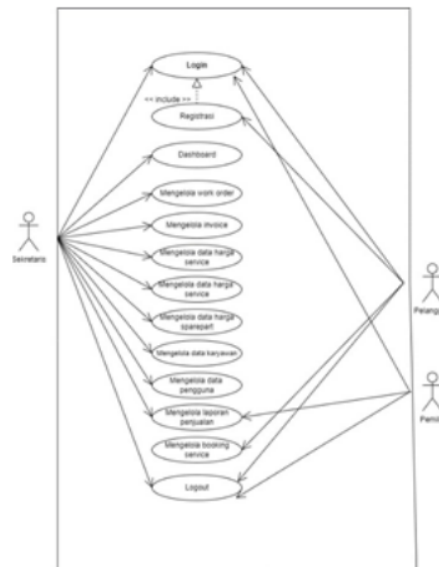 Login
<< include >>
Registrasi
Dashboard
Mengelola work order
Mengelola invoice
Sekretaris
Mengelola data harga
service
Mengelola data harga
service
Pelang
Mengelola data harga
sparepart
Mengelola data karyawan
Mengelola data
pengguna
Mengelola laporan
penjualan
Mengelola booking
service
Logout